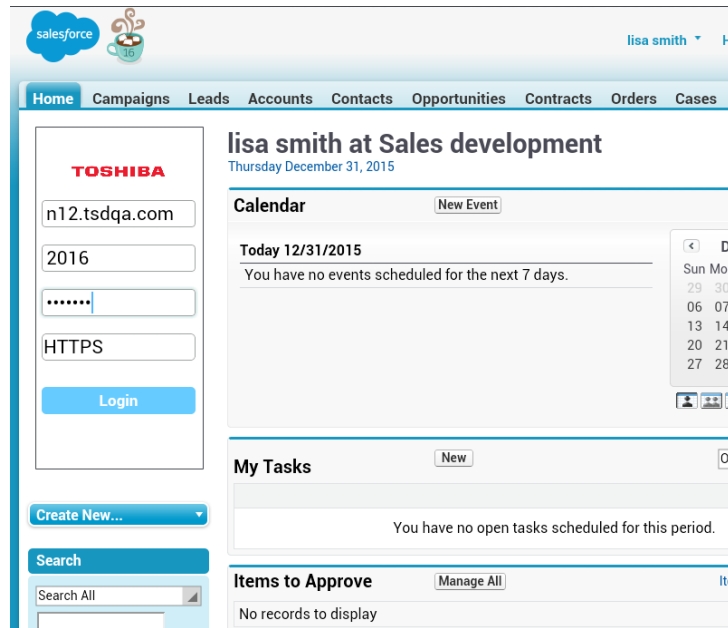 salesforce
16
lisa smith
Home Campaigns Leads Accounts Contacts Opportunities Contracts Orders Cases
TOSHIBA
n12.tsdqa.com
2016
•••••••
HTTPS
Login
Create New...
Search
Search All
lisa smith at Sales development
Thursday December 31, 2015
Calendar New Event
Today 12/31/2015
You have no events scheduled for the next 7 days.
Sun Mo
29 30
06 07
13 14
20 21
27 28
My Tasks New
You have no open tasks scheduled for this period.
Items to Approve Manage All
No records to display